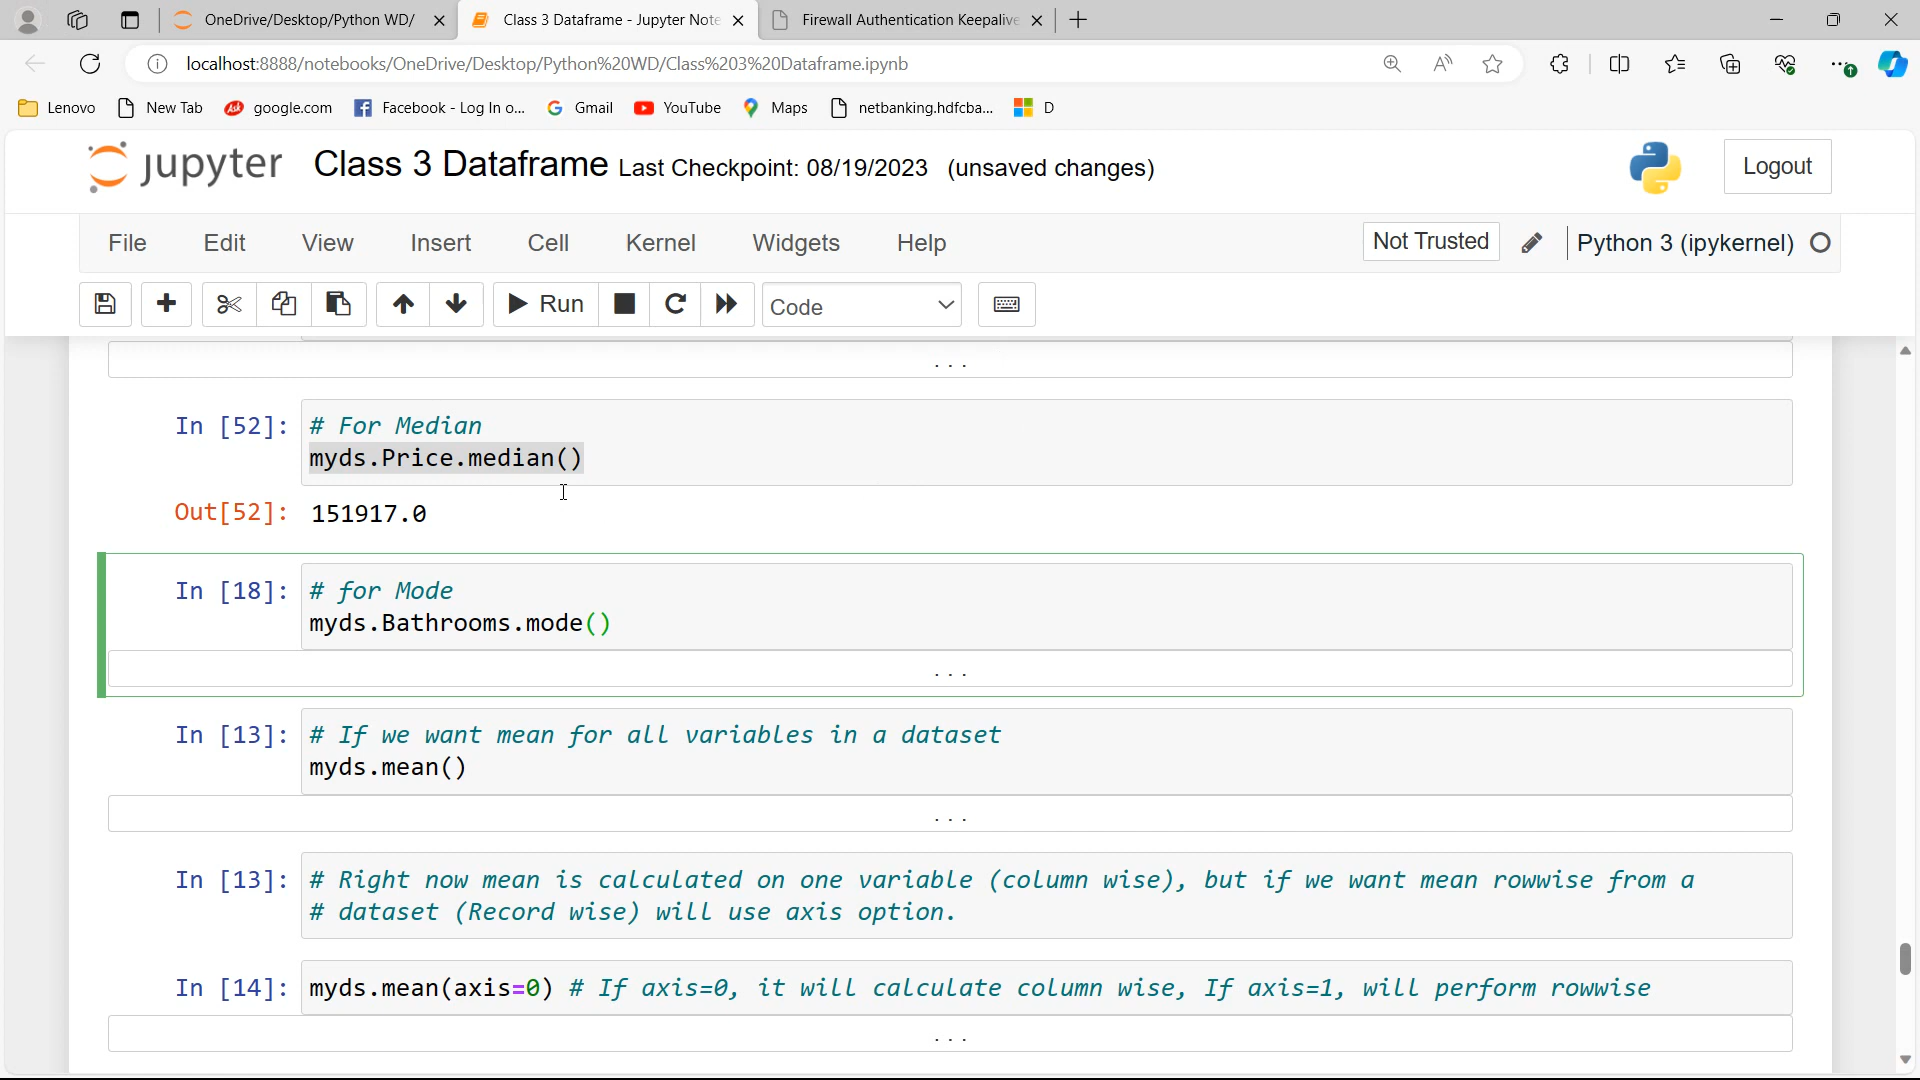 OneDrive/Desktop/Python WD/
Class 3 Dataframe - Jupyter Note
Firewall Authentication Keepaliv
localhost:8888/notebooks/OneDrive/Desktop/Python%20WD/Class%203%20Dataframe.ipynb
Lenovo
New Tab
Ask
google.com
Facebook - Log In o...
Gmail
YouTube
Maps
netbanking.hdfcba...
D
jupyter
Class 3 Dataframe Last Checkpoint: 08/19/2023 (unsaved changes)
Logout
File
Edit
View
Insert
Cell
Kernel
Widgets
Help
Not Trusted
Python 3 (ipykernel)
Run
Code
...
In [52]: # For Median
myds.Price.median()
Out[52]: 151917.0
In [18]: # for Mode
myds.Bathrooms.mode()
...
In [13]: # If we want mean for all variables in a dataset
myds.mean()
...
In [13]: # Right now mean is calculated on one variable (column wise), but if we want mean rowwise from a
# dataset (Record wise) will use axis option.
In [14]: myds.mean(axis=0) # If axis=0, it will calculate column wise, If axis=1, will perform rowwise
...